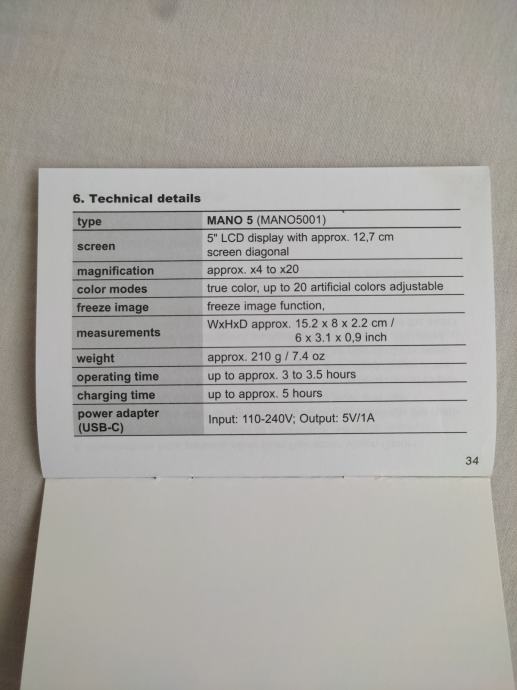 6. Technical details
type MANO 5 (MANO5001)
screen 5" LCD display with approx. 12,7 cm
screen diagonal
magnification approx. x4 to x20
color modes true color, up to 20 artificial colors adjustable
freeze image freeze image function,
measurements WxHxD approx. 15.2 x 8 x 2.2 cm /
6 x 3.1 x 0,9 inch
weight approx. 210 g / 7.4 oz
operating time up to approx. 3 to 3.5 hours
charging time up to approx. 5 hours
power adapter
(USB-C) Input: 110-240V; Output: 5V/1A
34